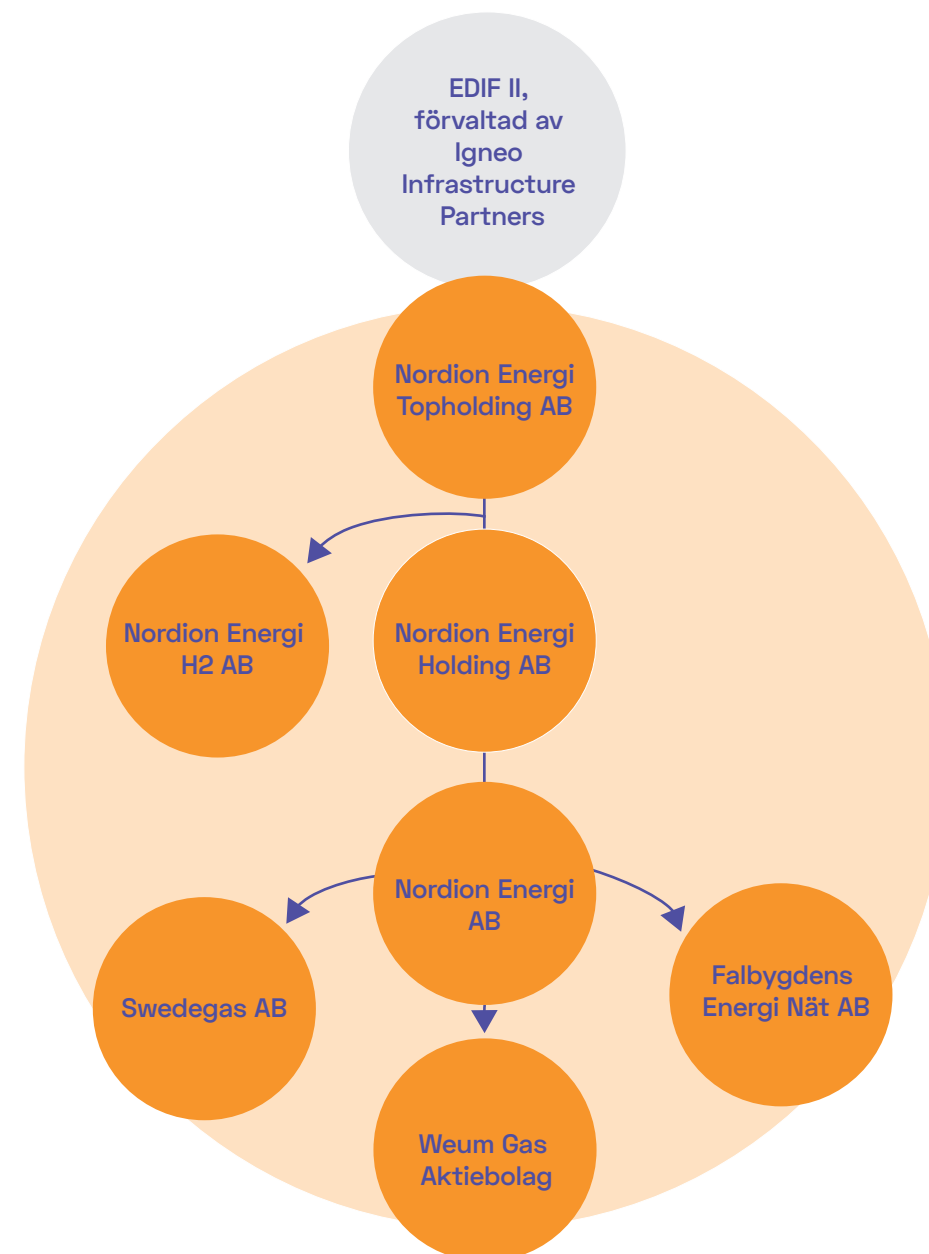 EDIF II,
förvaltad av
Igneo
Infrastructure
Partners
Nordion Energi
Topholding AB
Nordion Energi
H2 AB
Nordion Energi
Holding AB
Nordion Energi
AB
Swedegas AB
Falbygdens
Energi Nät AB
Weum Gas
Aktiebolag